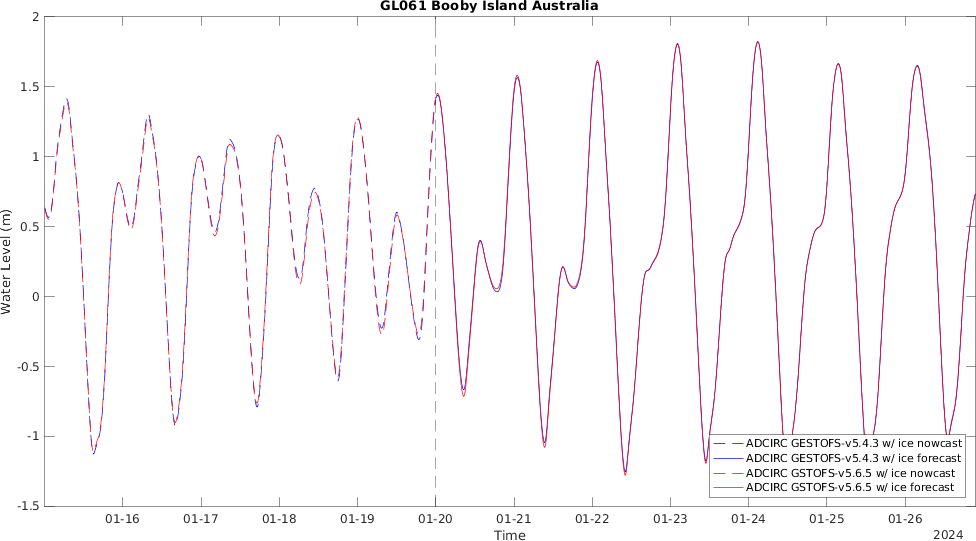 GL061 Booby Island Australia
Water Level (m)
2
1.5
1
0.5
0
-0.5
-1
-1.5
ADCIRC GESTOFS-v5.4.3 w/ ice nowcast
ADCIRC GESTOFS-v5.4.3 w/ ice forecast
ADCIRC GSTOFS-v5.6.5 w/ ice nowcast
ADCIRC GSTOFS-v5.6.5 w/ ice forecast
01-16 01-17 01-18 01-19 01-20 01-21 01-22 01-23 01-24 01-25 01-26
Time
2024